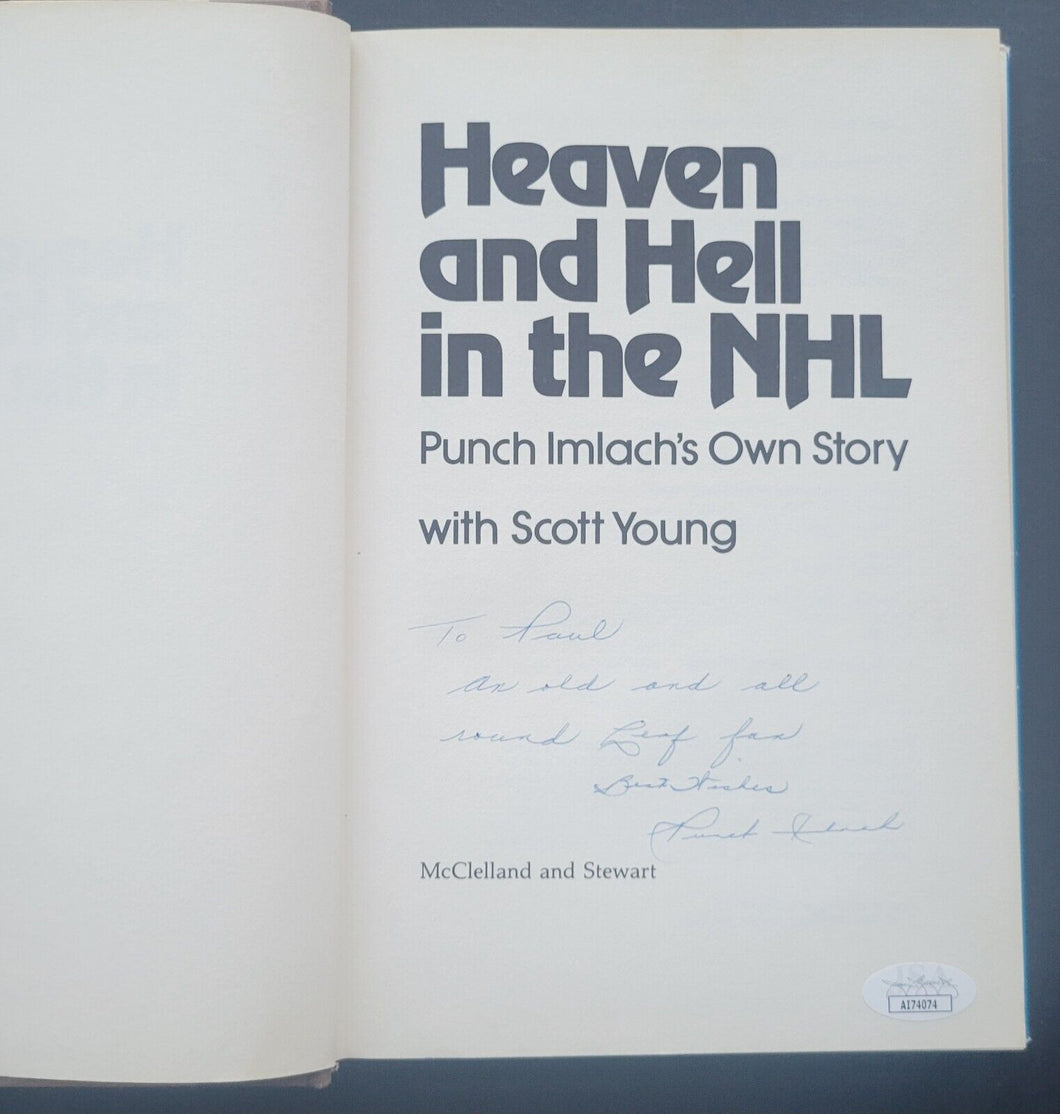 Heaven
and Hell
in the NHL
Punch Imlach's Own Story
with Scott Young
To Paul
An old and all
round Leaf fan
Best Wishes
Punch Imlach
McClelland and Stewart
AI74074